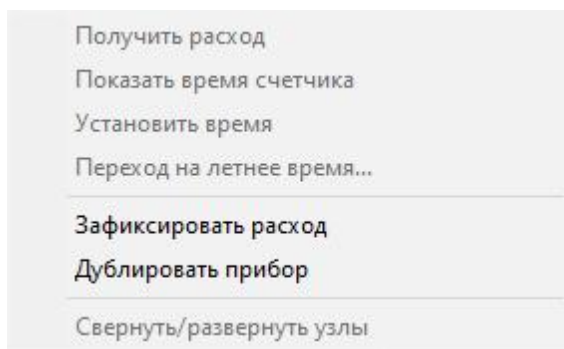 Получить расход
Показать время счетчика
Установить время
Переход на летнее время...
Зафиксировать расход
Дублировать прибор
Свернуть/развернуть узлы